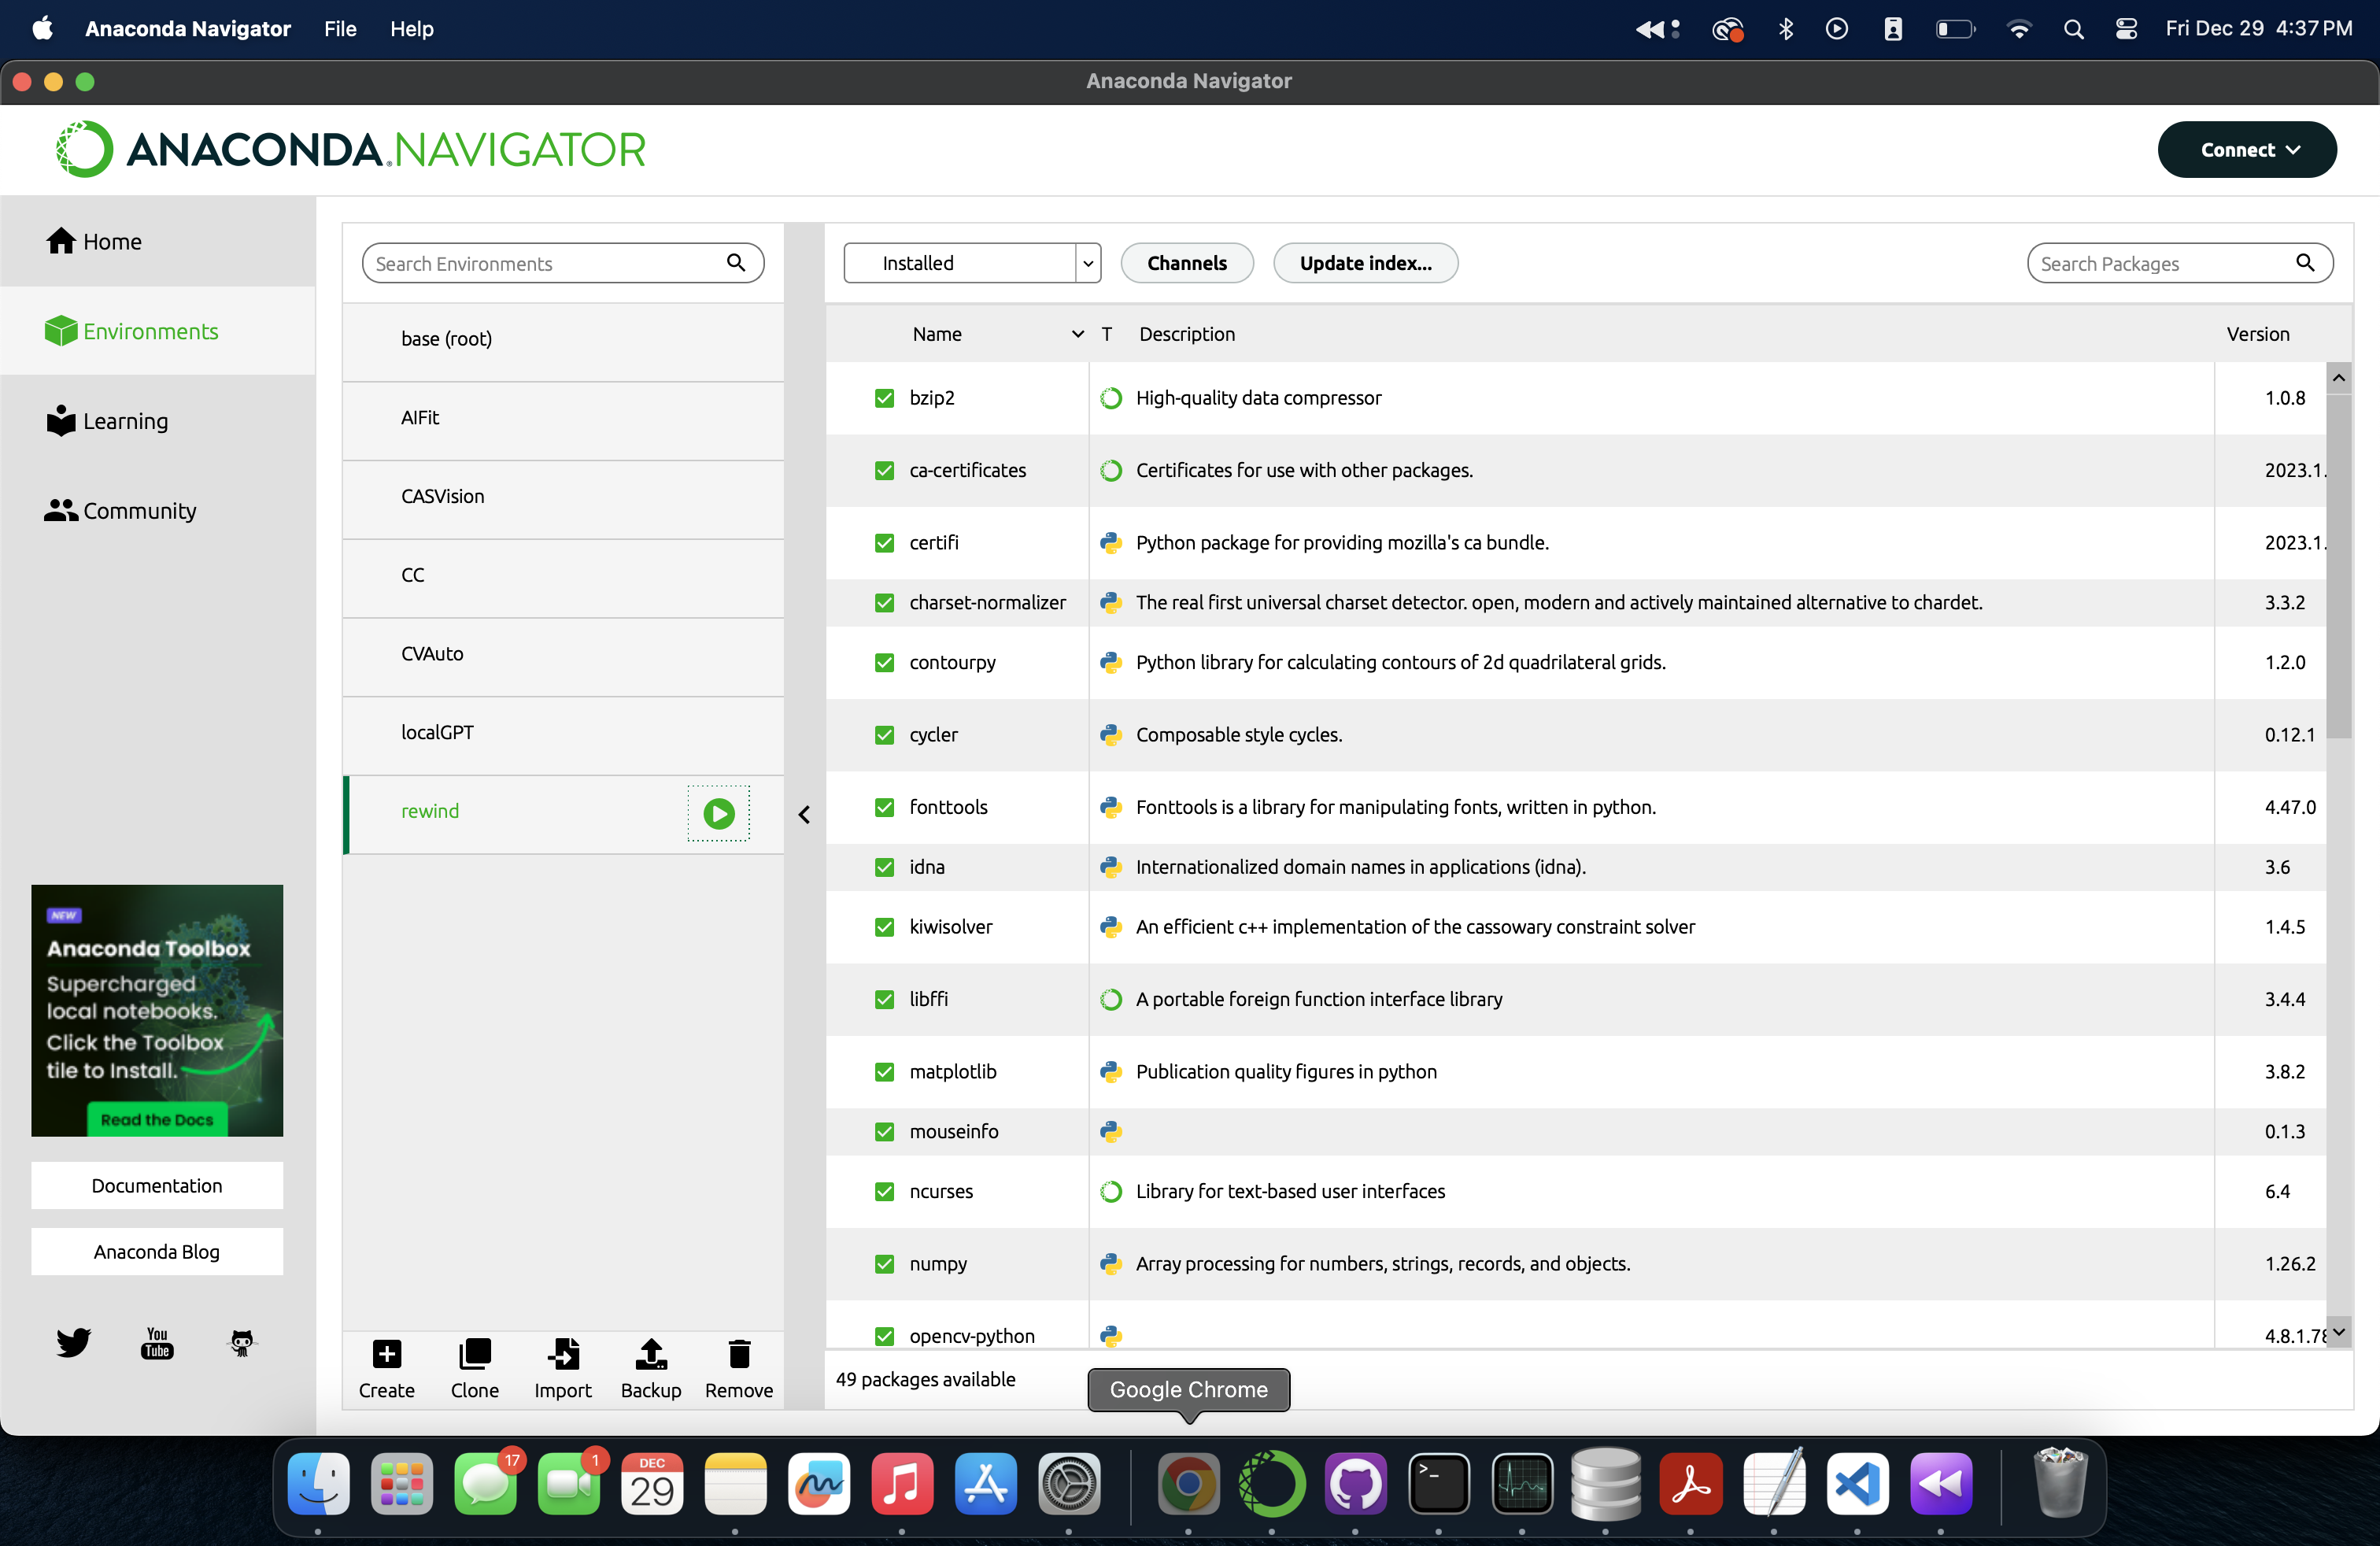 Anaconda Navigator File Help
Fri Dec 29 4:37 PM
Anaconda Navigator
ANACONDA.NAVIGATOR
Connect
Home
Environments
Learning
Community
NEW
Anaconda Toolbox
Supercharged
local notebooks.
Click the Toolbox
tile to Install.
Read the Docs
Documentation
Anaconda Blog
You
Tube
Search Environments
base (root)
AIFit
CASVision
CC
CVAuto
localGPT
rewind
Create Clone Import Backup Remove
Installed Channels Update index... Search Packages
Name T Description Version
bzip2 High-quality data compressor 1.0.8
ca-certificates Certificates for use with other packages. 2023.1.
certifi Python package for providing mozilla's ca bundle. 2023.1.
charset-normalizer The real first universal charset detector. open, modern and actively maintained alternative to chardet. 3.3.2
contourpy Python library for calculating contours of 2d quadrilateral grids. 1.2.0
cycler Composable style cycles. 0.12.1
fonttools Fonttools is a library for manipulating fonts, written in python. 4.47.0
idna Internationalized domain names in applications (idna). 3.6
kiwisolver An efficient c++ implementation of the cassowary constraint solver 1.4.5
libffi A portable foreign function interface library 3.4.4
matplotlib Publication quality figures in python 3.8.2
mouseinfo 0.1.3
ncurses Library for text-based user interfaces 6.4
numpy Array processing for numbers, strings, records, and objects. 1.26.2
opencv-python 4.8.1.78
49 packages available
Google Chrome
17
1
DEC
29